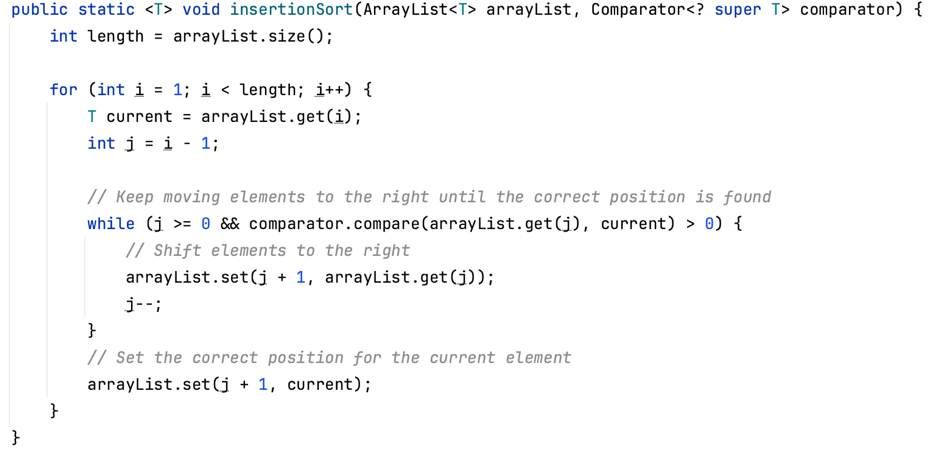 public static <T> void insertionSort(ArrayList<T> arrayList, Comparator<? super T> comparator) {
    int length = arrayList.size();

    for (int i = 1; i < length; i++) {
        T current = arrayList.get(i);
        int j = i - 1;

        // Keep moving elements to the right until the correct position is found
        while (j >= 0 && comparator.compare(arrayList.get(j), current) > 0) {
            // Shift elements to the right
            arrayList.set(j + 1, arrayList.get(j));
            j--;
        }
        // Set the correct position for the current element
        arrayList.set(j + 1, current);
    }
}